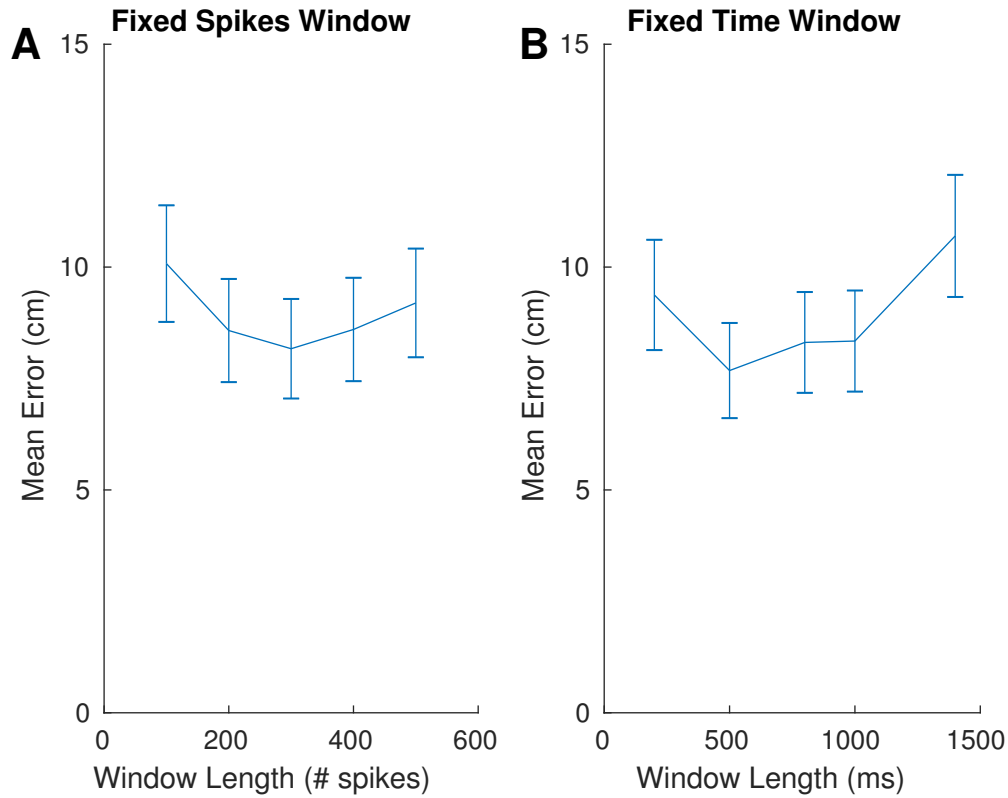 A
Fixed Spikes Window
15
10
5
0
Mean Error (cm)
0 200 400 600
Window Length (# spikes)
B
Fixed Time Window
15
10
5
0
Mean Error (cm)
0 500 1000 1500
Window Length (ms)